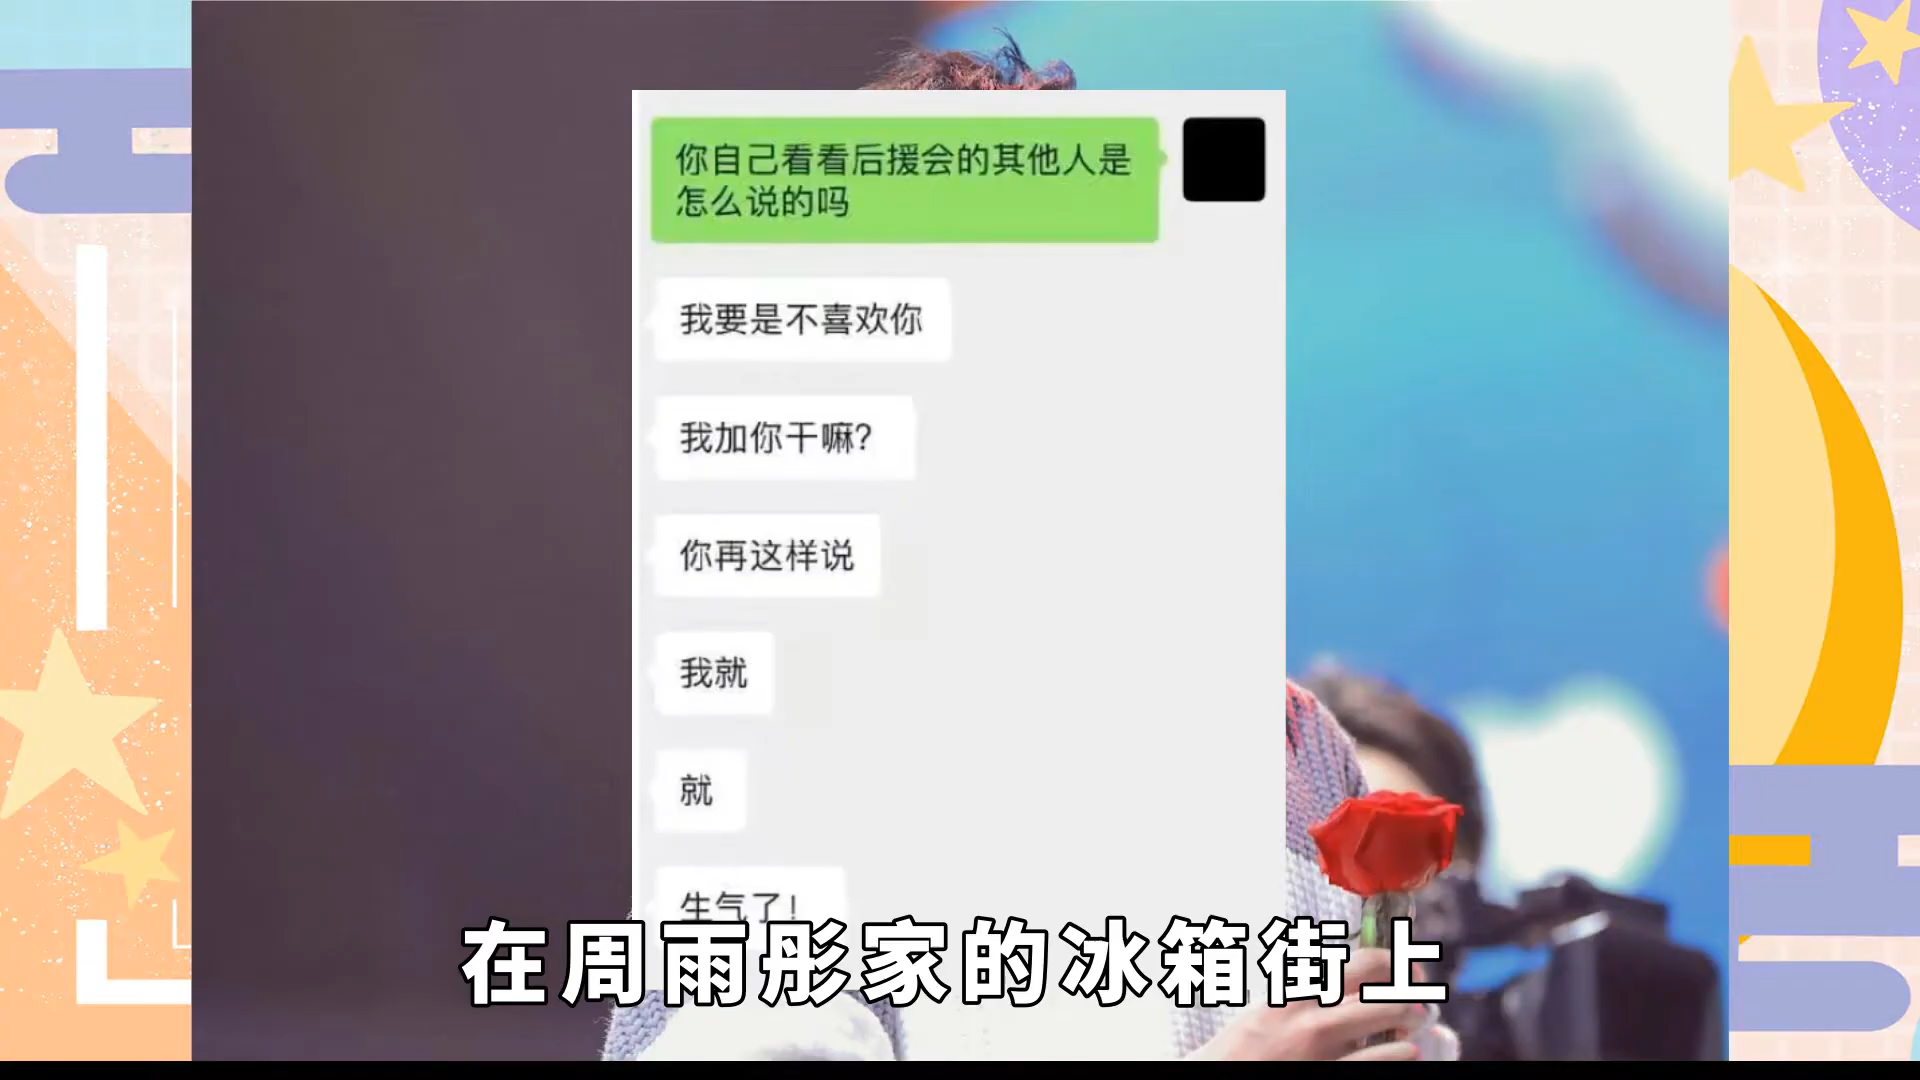 你自己看看后援会的其他人是
怎么说的吗
我要是不喜欢你
我加你干嘛?
你再这样说
我就
就
生气了!
在周雨彤家的冰箱街上